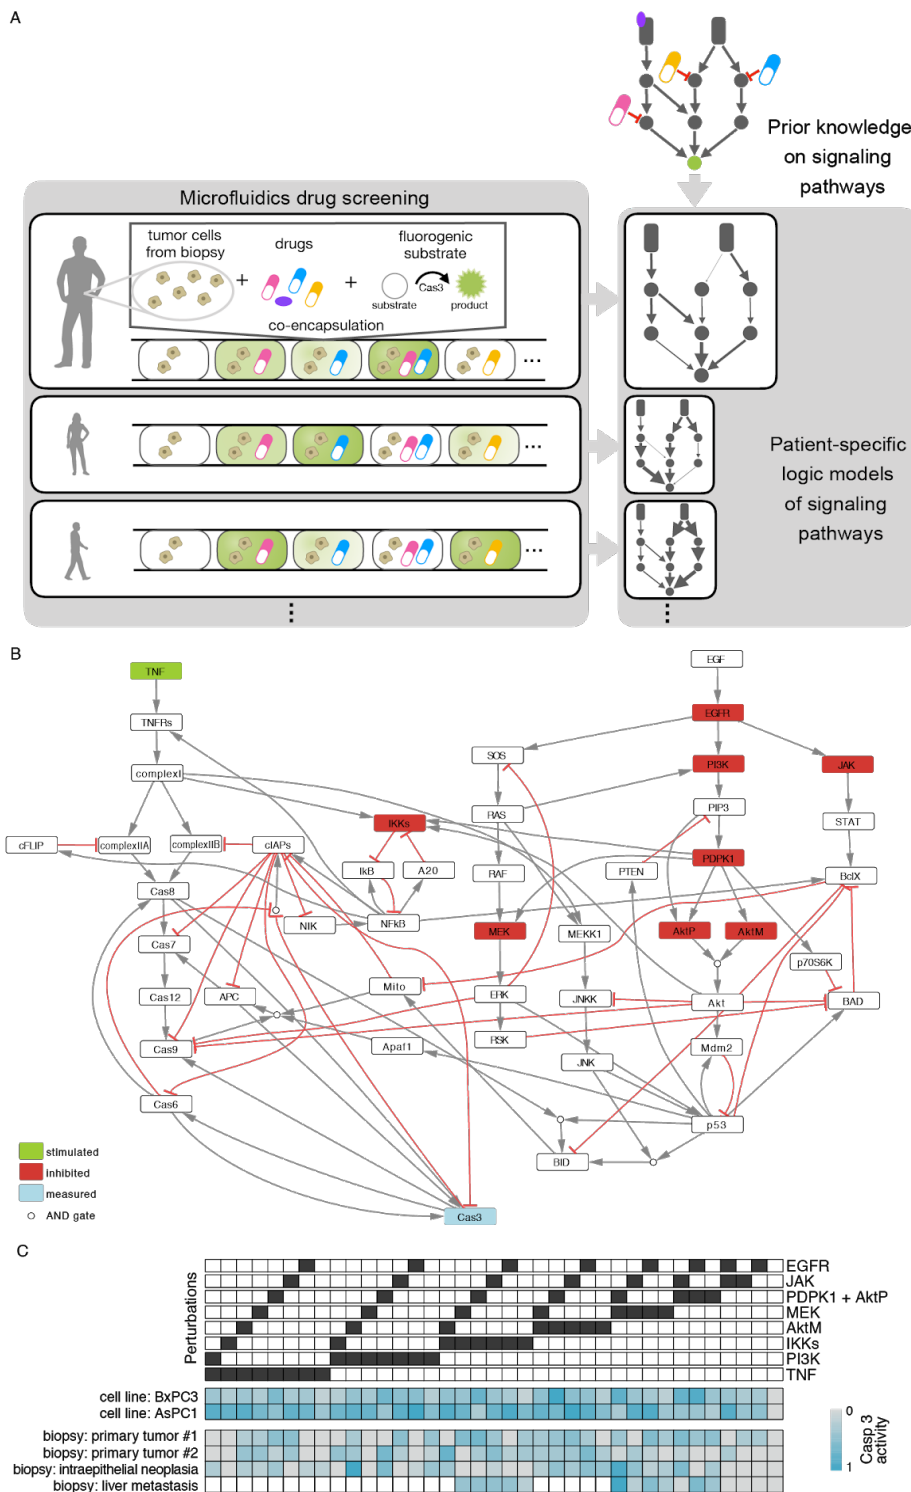 A
Prior knowledge
on signaling
pathways
Microfluidics drug screening
tumor cells
from biopsy
+
drugs
+
fluorogenic
substrate
Cas3
substrate
product
co-encapsulation
...
...
...
Patient-specific
logic models
of signaling
pathways
B
TNF
EGF
TNFRs
EGFR
SOS
complexI
PI3K
JAK
PIP3
RAS
IKKs
STAT
cFLIP
complexIIA
complexIIB
cIAPs
PDPK1
IkB
A20
RAF
PTEN
BclX
Cas8
NIK
NFkB
MEK
MEKK1
AktP
AktM
Cas7
p70S6K
Mito
Cas12
APC
ERK
JNKK
Akt
BAD
RSK
Cas9
Apaf1
Mdm2
JNK
Cas6
p53
BID
stimulated
inhibited
measured
AND gate
Cas3
C
Perturbations
EGFR
JAK
PDPK1 + AktP
MEK
AktM
IKKs
PI3K
TNF
cell line: BxPC3
cell line: AsPC1
biopsy: primary tumor #1
biopsy: primary tumor #2
biopsy: intraepithelial neoplasia
biopsy: liver metastasis
0
1
Casp 3
activity